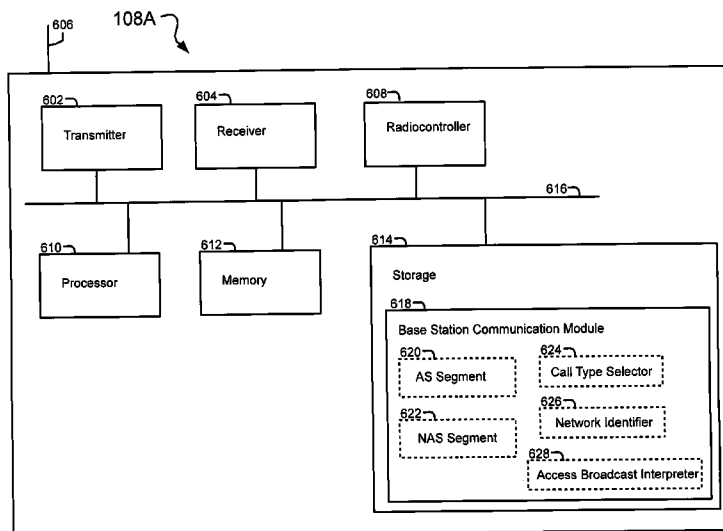 606
108A
602
Transmitter
604
Receiver
608
Radiocontroller
616
610
Processor
612
Memory
614
Storage
618
Base Station Communication Module
620
AS Segment
624
Call Type Selector
622
NAS Segment
626
Network Identifier
628
Access Broadcast Interpreter